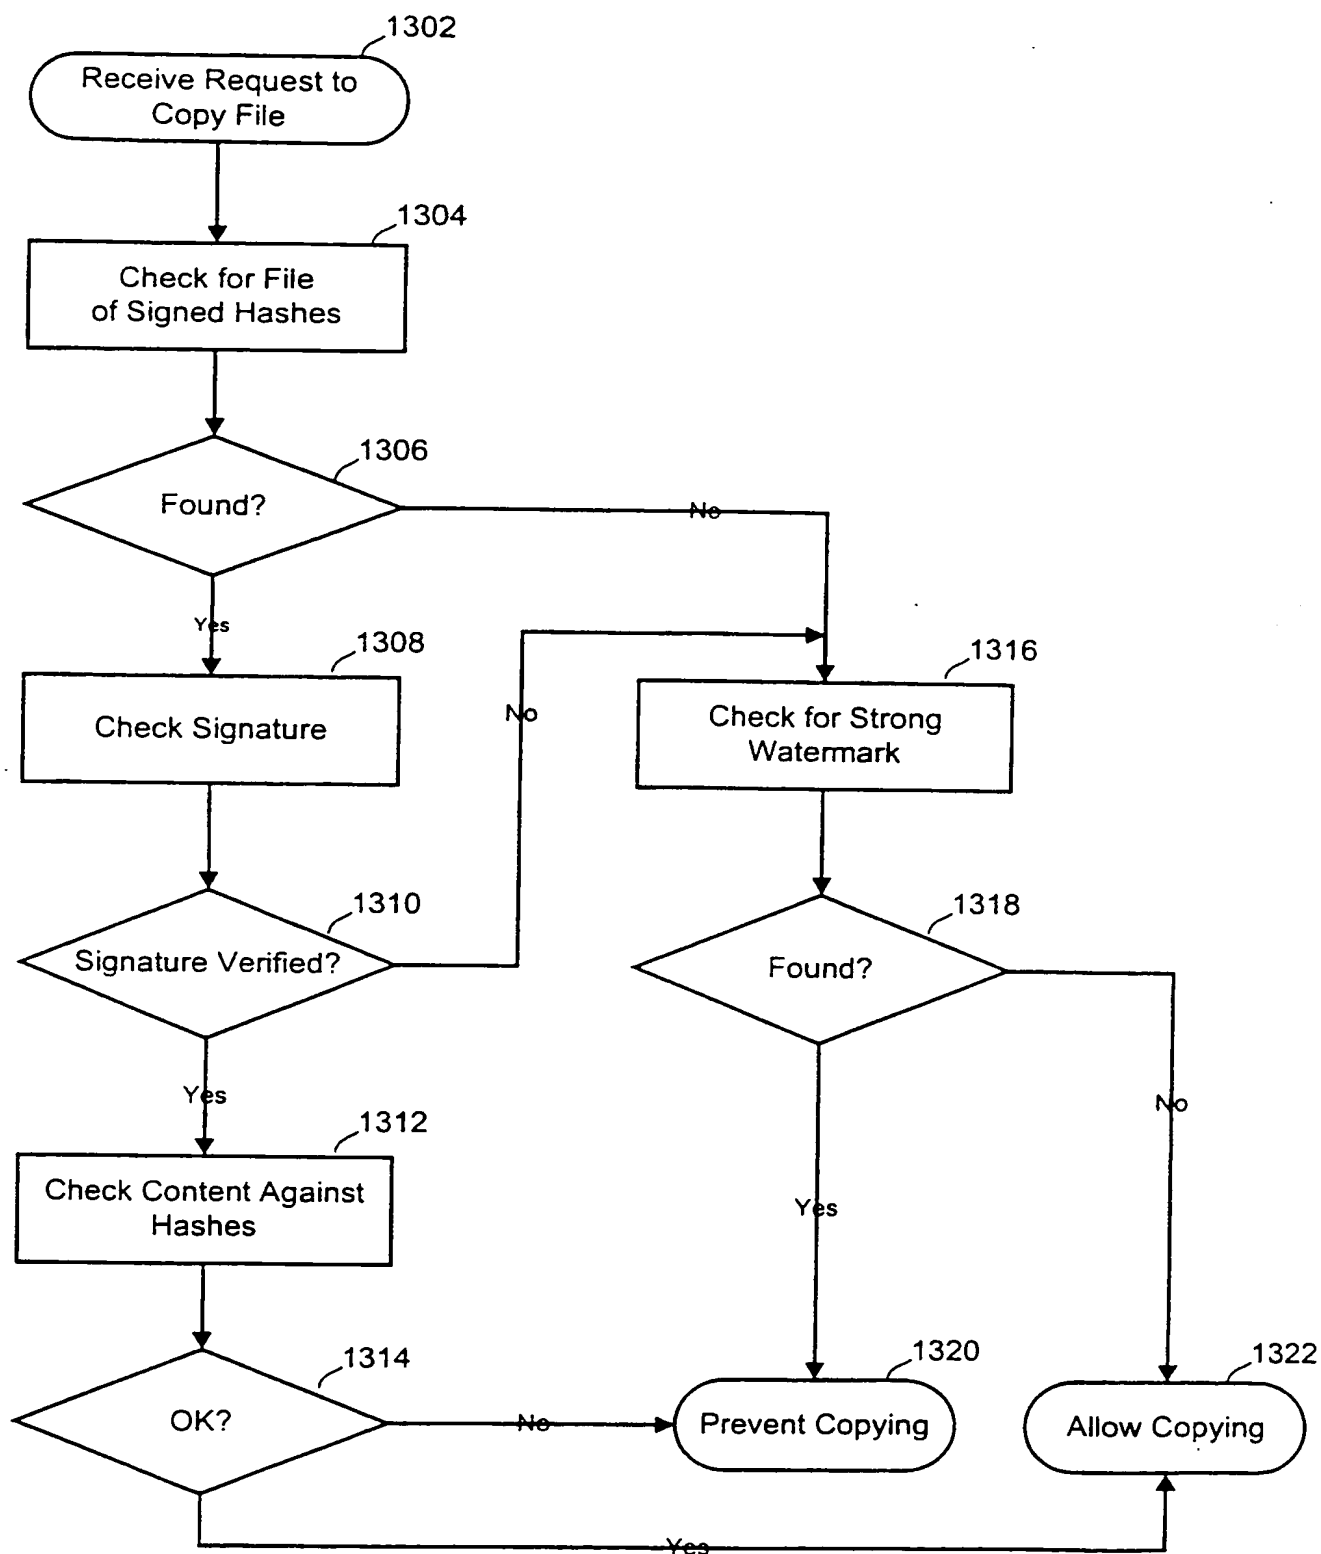 1302
Receive Request to
Copy File
1304
Check for File
of Signed Hashes
1306
Found?
No
Yes
1308
Check Signature
No
1316
Check for Strong
Watermark
1310
Signature Verified?
1318
Found?
Yes
No
1312
Check Content Against
Hashes
Yes
1314
OK?
No
1320
Prevent Copying
1322
Allow Copying
Yes